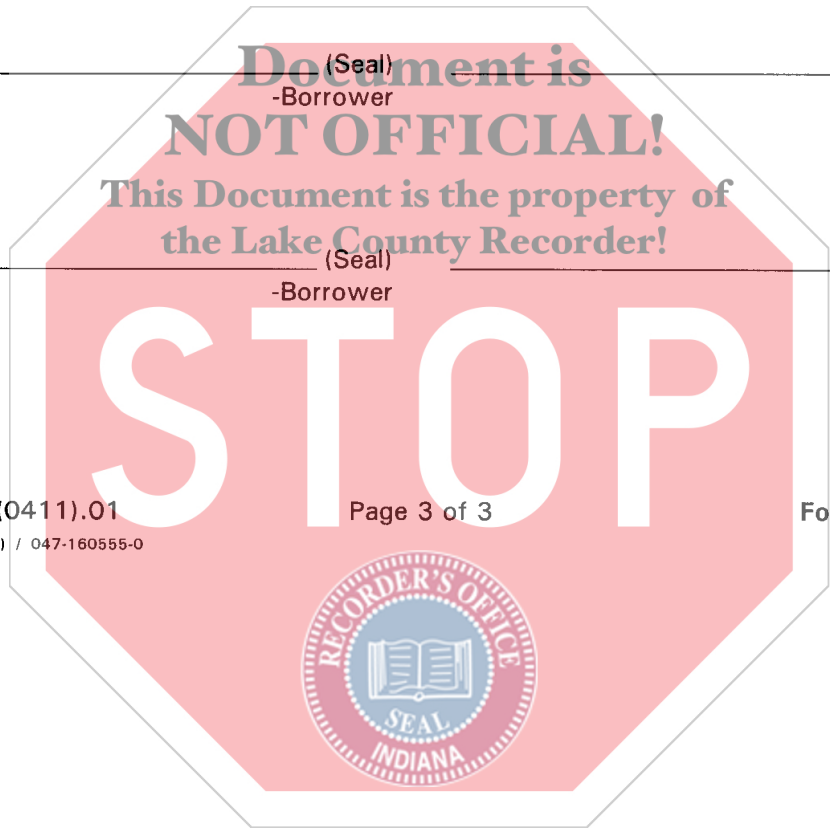 Document is
(Seal)
-Borrower
NOT OFFICIAL!
This Document is the property of
the Lake County Recorder!
(Seal)
-Borrower
STOP
(0411).01 Page 3 of 3 Fo
) / 047-160555-0
RECORDER'S OFFICE
SEAL
INDIANA